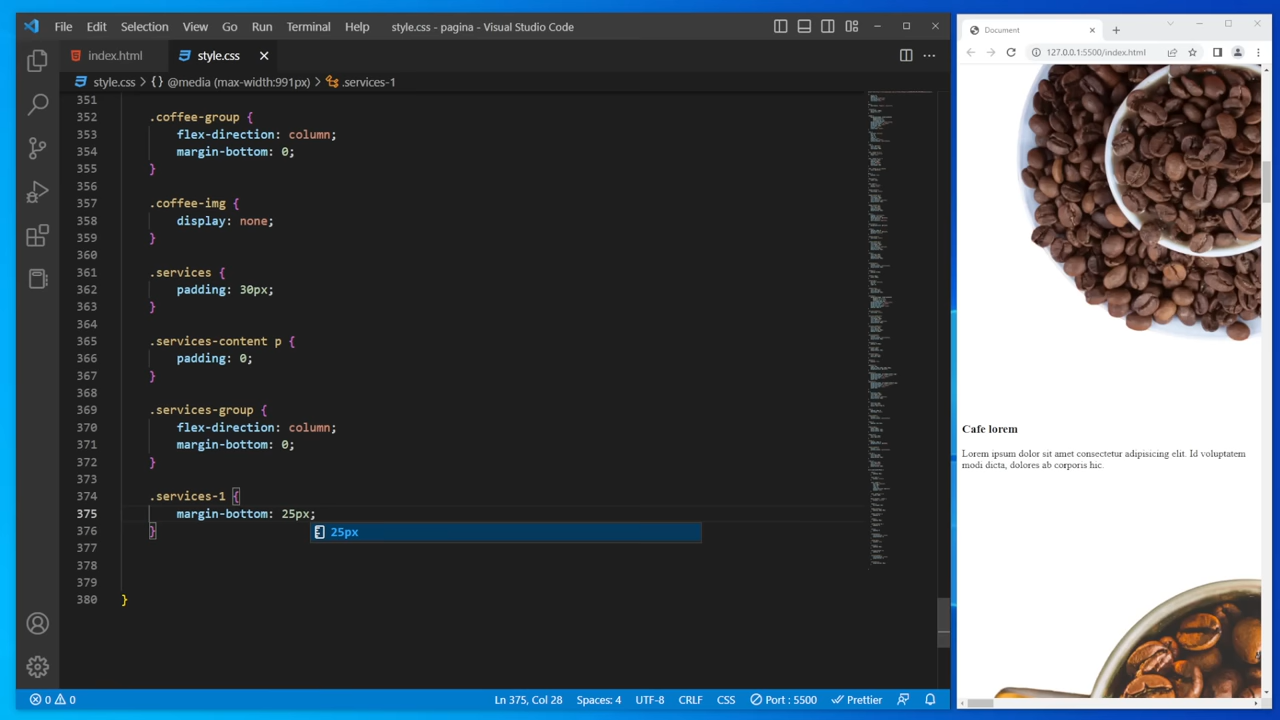 File Edit Selection View Go Run Terminal Help style.css - pagina - Visual Studio Code
index.html style.css
style.css > {} @media (max-width:991px) > .services-1
351
352 .coffe-group {
353 flex-direction: column;
354 margin-bottom: 0;
355 }
356
357 .coffee-img {
358 display: none;
359 }
360
361 .services {
362 padding: 30px;
363 }
364
365 .services-content p {
366 padding: 0;
367 }
368
369 .services-group {
370 flex-direction: column;
371 margin-bottom: 0;
372 }
373
374 .services-1 {
375 margin-bottom: 25px;
25px
376 }
377
378
379
380 }
0 0 Ln 375, Col 28 Spaces: 4 UTF-8 CRLF CSS Port : 5500 Prettier
Document
127.0.0.1:5500/index.html
Cafe lorem
Lorem ipsum dolor sit amet consectetur adipisicing elit. Id voluptatem
modi dicta, dolores ab corporis hic.